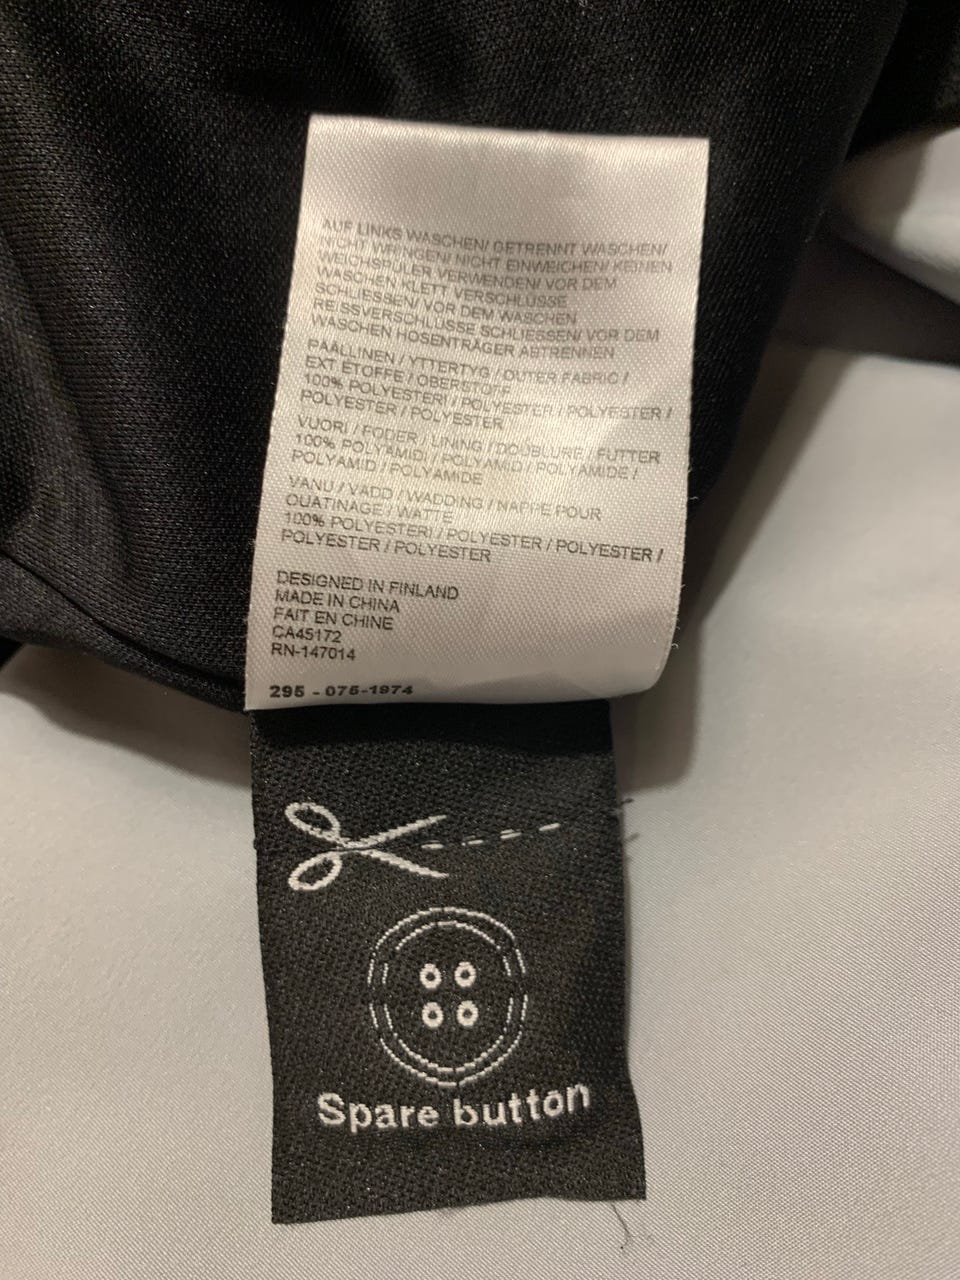 AUF LINKS WASCHEN/ GETRENNT WASCHEN/
NICHT WRINGEN/ NICHT EINWEICHEN/ KEINEN
WEICHSPÜLER VERWENDEN/ VOR DEM
WASCHEN KLETT VERSCHLÜSSE
SCHLIESSEN/ VOR DEM WASCHEN
REISSVERSCHLÜSSE SCHLIESSEN/ VOR DEM
WASCHEN HOSENTRÄGER ABTRENNEN
PÄÄLLINEN / YTTERTYG / OUTER FABRIC /
EXT ÉTOFFE / OBERSTOFF
100% POLYESTERI / POLYESTER / POLYESTER /
POLYESTER / POLYESTER
VUORI / FODER / LINING / DOUBLURE / FUTTER
100% POLYAMIDI / POLYAMID / POLYAMIDE /
POLYAMID / POLYAMIDE
VANU / VADD / WADDING / NAPPE POUR
OUATINAGE / WATTE
100% POLYESTERI / POLYESTER / POLYESTER /
POLYESTER / POLYESTER
DESIGNED IN FINLAND
MADE IN CHINA
FAIT EN CHINE
CA45172
RN-147014
295 - 075-1974
Spare button